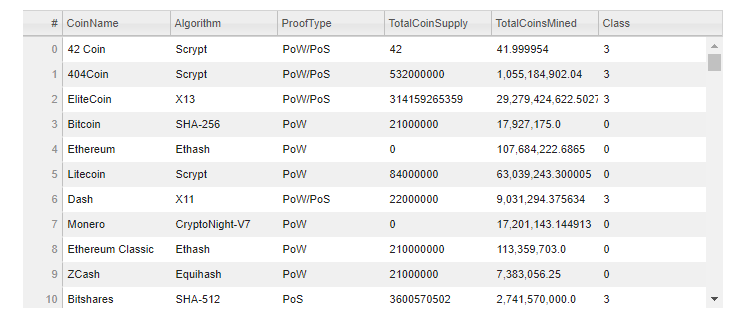 # CoinName Algorithm ProofType TotalCoinSupply TotalCoinsMined Class
0 42 Coin Scrypt PoW/PoS 42 41.999954 3
1 404Coin Scrypt PoW/PoS 532000000 1,055,184,902.04 3
2 EliteCoin X13 PoW/PoS 314159265359 29,279,424,622.5027 3
3 Bitcoin SHA-256 PoW 21000000 17,927,175.0 0
4 Ethereum Ethash PoW 0 107,684,222.6865 0
5 Litecoin Scrypt PoW 84000000 63,039,243.300005 0
6 Dash X11 PoW/PoS 22000000 9,031,294.375634 3
7 Monero CryptoNight-V7 PoW 0 17,201,143.144913 0
8 Ethereum Classic Ethash PoW 210000000 113,359,703.0 0
9 ZCash Equihash PoW 21000000 7,383,056.25 0
10 Bitshares SHA-512 PoS 3600570502 2,741,570,000.0 3